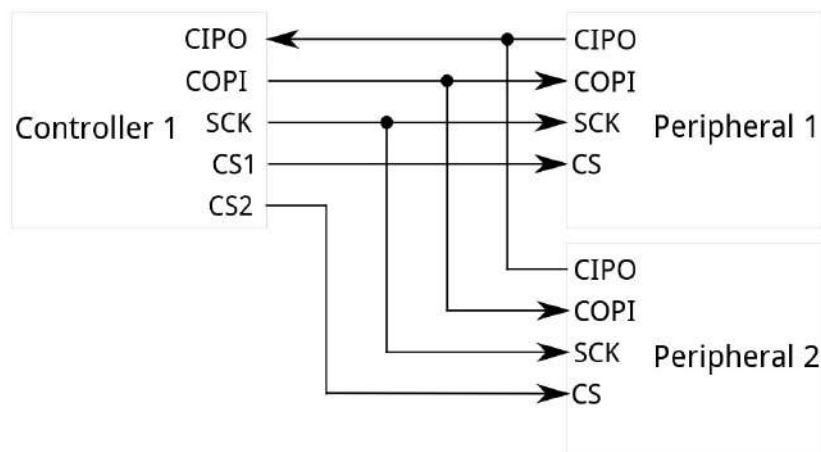 Controller 1
CIPO
COPI
SCK
CS1
CS2
CIPO
COPI
SCK
CS
Peripheral 1
CIPO
COPI
SCK
CS
Peripheral 2